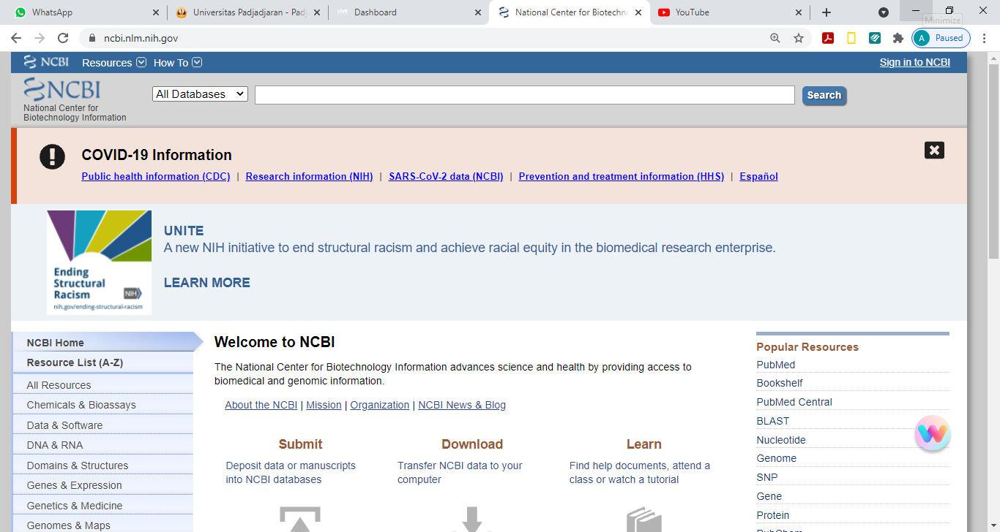 WhatsApp
Universitas Padjadjaran - Padj
LIVE Dashboard
National Center for Biotechno
YouTube
Minimize
ncbi.nlm.nih.gov
A Paused
NCBI Resources How To Sign in to NCBI
NCBI
National Center for
Biotechnology Information
All Databases
Search
COVID-19 Information
Public health information (CDC) | Research information (NIH) | SARS-CoV-2 data (NCBI) | Prevention and treatment information (HHS) | Español
Ending
Structural
Racism
NIH
nih.gov/ending-structural-racism
UNITE
A new NIH initiative to end structural racism and achieve racial equity in the biomedical research enterprise.
LEARN MORE
NCBI Home
Resource List (A-Z)
All Resources
Chemicals & Bioassays
Data & Software
DNA & RNA
Domains & Structures
Genes & Expression
Genetics & Medicine
Genomes & Maps
Welcome to NCBI
The National Center for Biotechnology Information advances science and health by providing access to
biomedical and genomic information.
About the NCBI | Mission | Organization | NCBI News & Blog
Submit
Deposit data or manuscripts
into NCBI databases
Download
Transfer NCBI data to your
computer
Learn
Find help documents, attend a
class or watch a tutorial
Popular Resources
PubMed
Bookshelf
PubMed Central
BLAST
Nucleotide
Genome
SNP
Gene
Protein